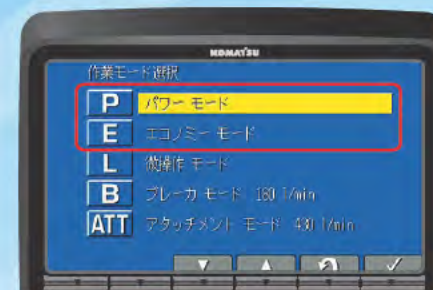 KOMATSU
作業モード選択
P パワー モード
E エコノミー モード
L 微操作 モード
B ブレーカ モード 180 l/min
ATT アタッチメント モード 430 l/min